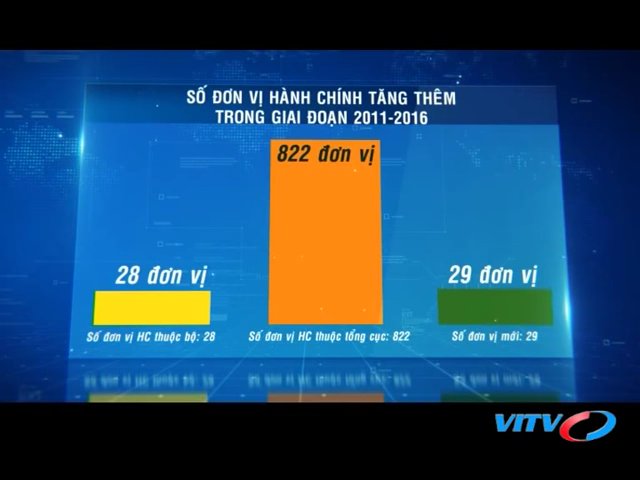 SỐ ĐƠN VỊ HÀNH CHÍNH TĂNG THÊM
TRONG GIAI ĐOẠN 2011-2016
822 đơn vị
28 đơn vị
29 đơn vị
Số đơn vị HC thuộc bộ: 28
Số đơn vị HC thuộc tổng cục: 822
Số đơn vị mới: 29
VITV